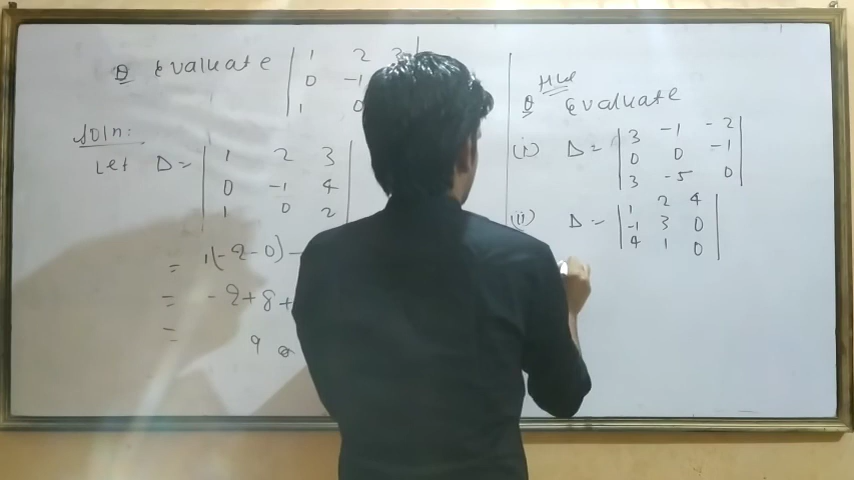 Q Evaluate | 1 2 3 |
0 -1
1 0
Soln:
Let Δ = | 1 2 3 |
0 -1 4
1 0 2
= 1(-2-0) -
= -2+8+
= 9
HW
Q Evaluate
(i) Δ = | 3 -1 -2 |
0 0 -1
3 -5 0
(ii) Δ = | 1 2 4 |
-1 3 0
4 1 0